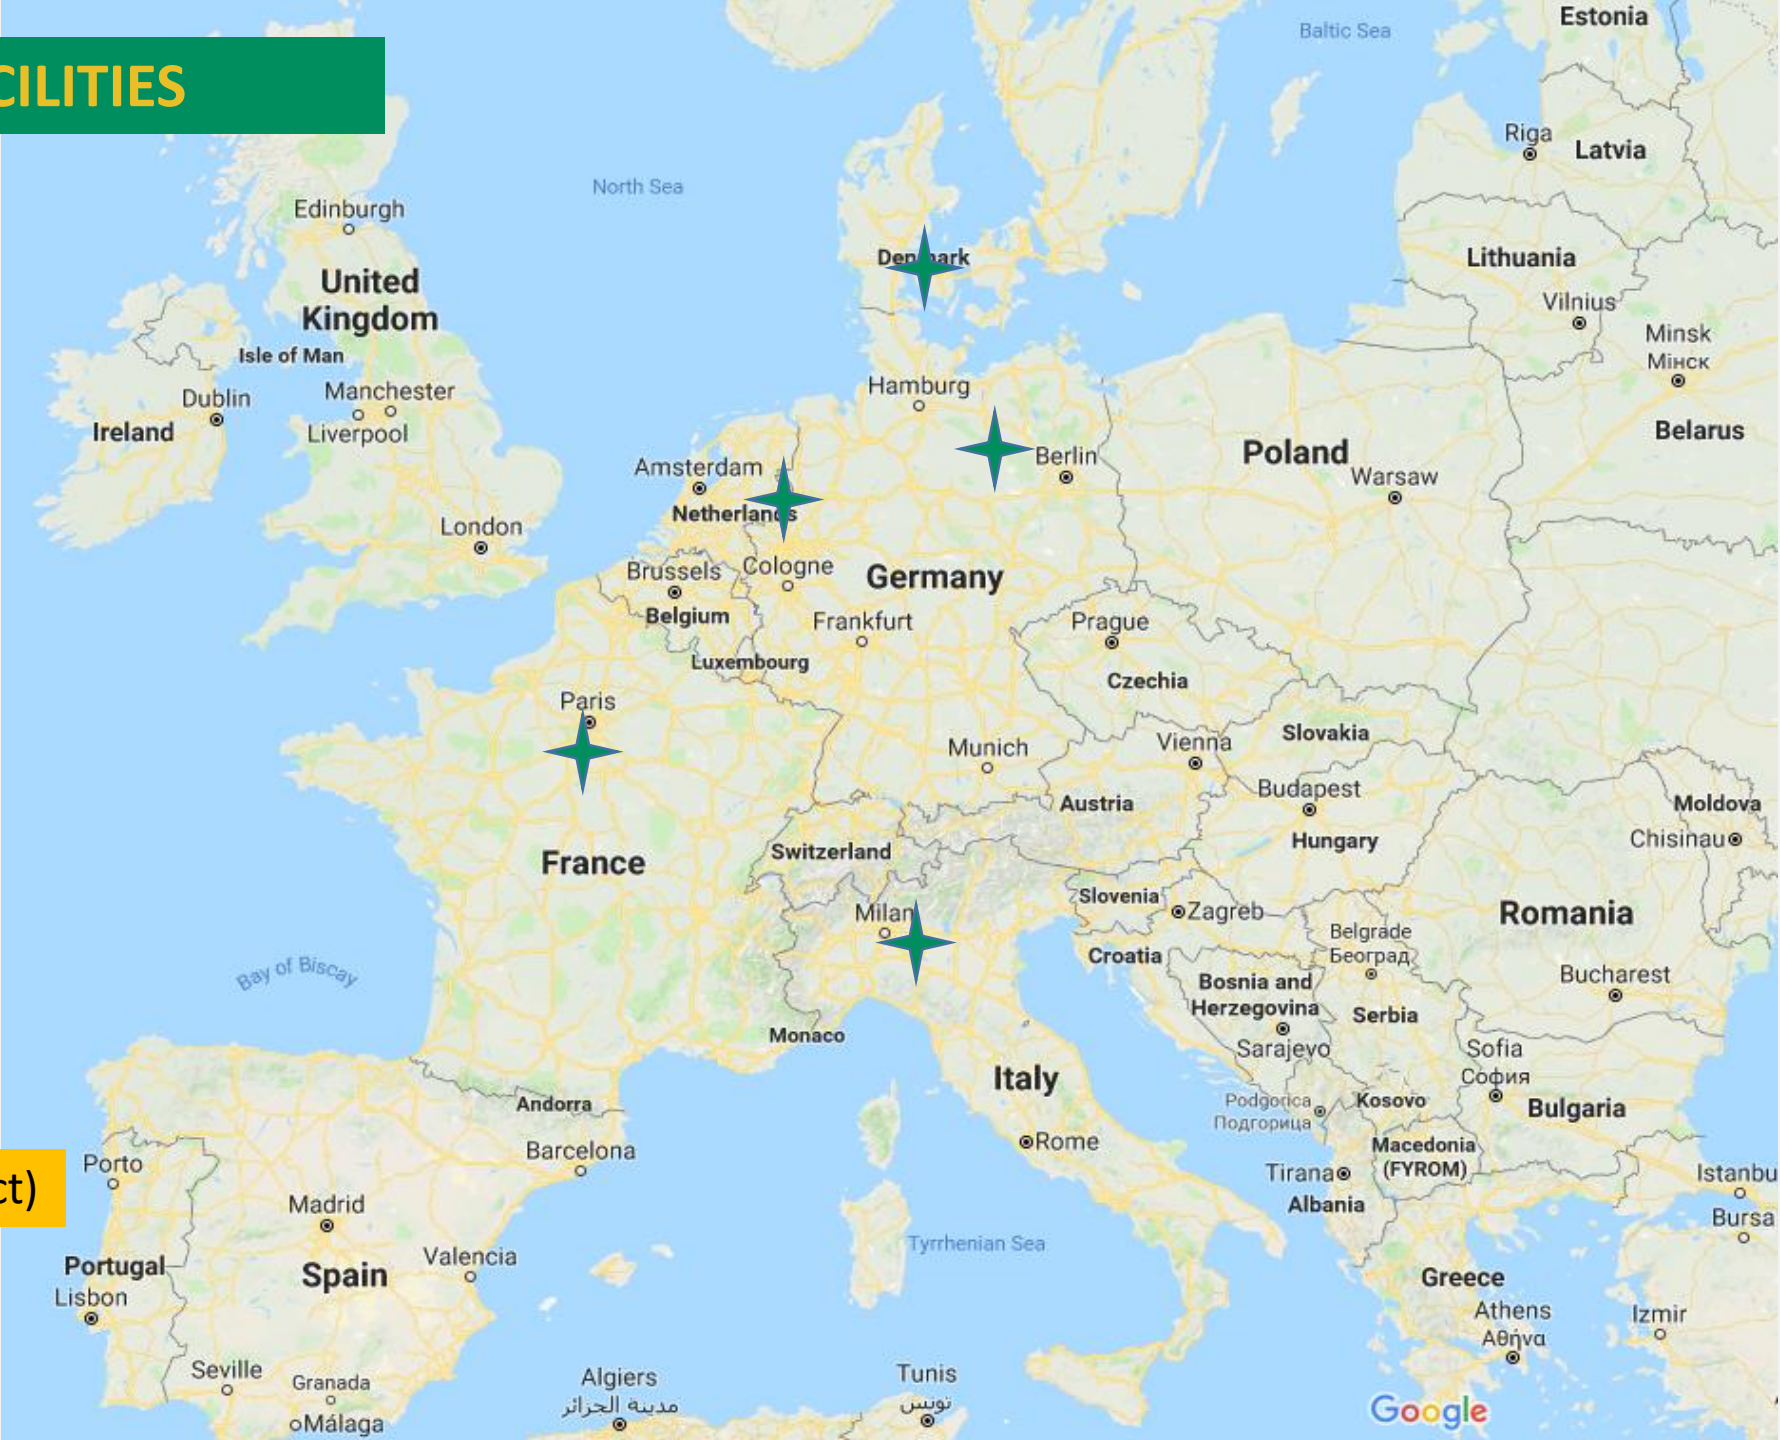 CILITIES
ct)
Estonia
Baltic Sea
Riga
Latvia
North Sea
Edinburgh
Denmark
Lithuania
United
Kingdom
Vilnius
Minsk
Мінск
Isle of Man
Manchester
Hamburg
Dublin
Ireland
Liverpool
Belarus
Poland
Berlin
Amsterdam
Warsaw
Netherlands
London
Cologne
Brussels
Germany
Belgium
Frankfurt
Prague
Luxembourg
Czechia
Paris
Slovakia
Munich
Vienna
Budapest
Austria
Moldova
Hungary
Chisinau
Switzerland
France
Slovenia
Milan
Zagreb
Romania
Belgrade
Београд
Croatia
Bay of Biscay
Bosnia and
Herzegovina
Bucharest
Serbia
Monaco
Sarajevo
Sofia
София
Italy
Podgorica
Подгорица
Kosovo
Andorra
Bulgaria
Rome
Barcelona
Macedonia
(FYROM)
Porto
Tirana
Istanbu
Madrid
Albania
Bursa
Tyrrhenian Sea
Valencia
Portugal
Spain
Greece
Lisbon
Athens
Αθήνα
Izmir
Seville
Granada
Algiers
مدينة الجزائر
Tunis
تونس
Google
Málaga